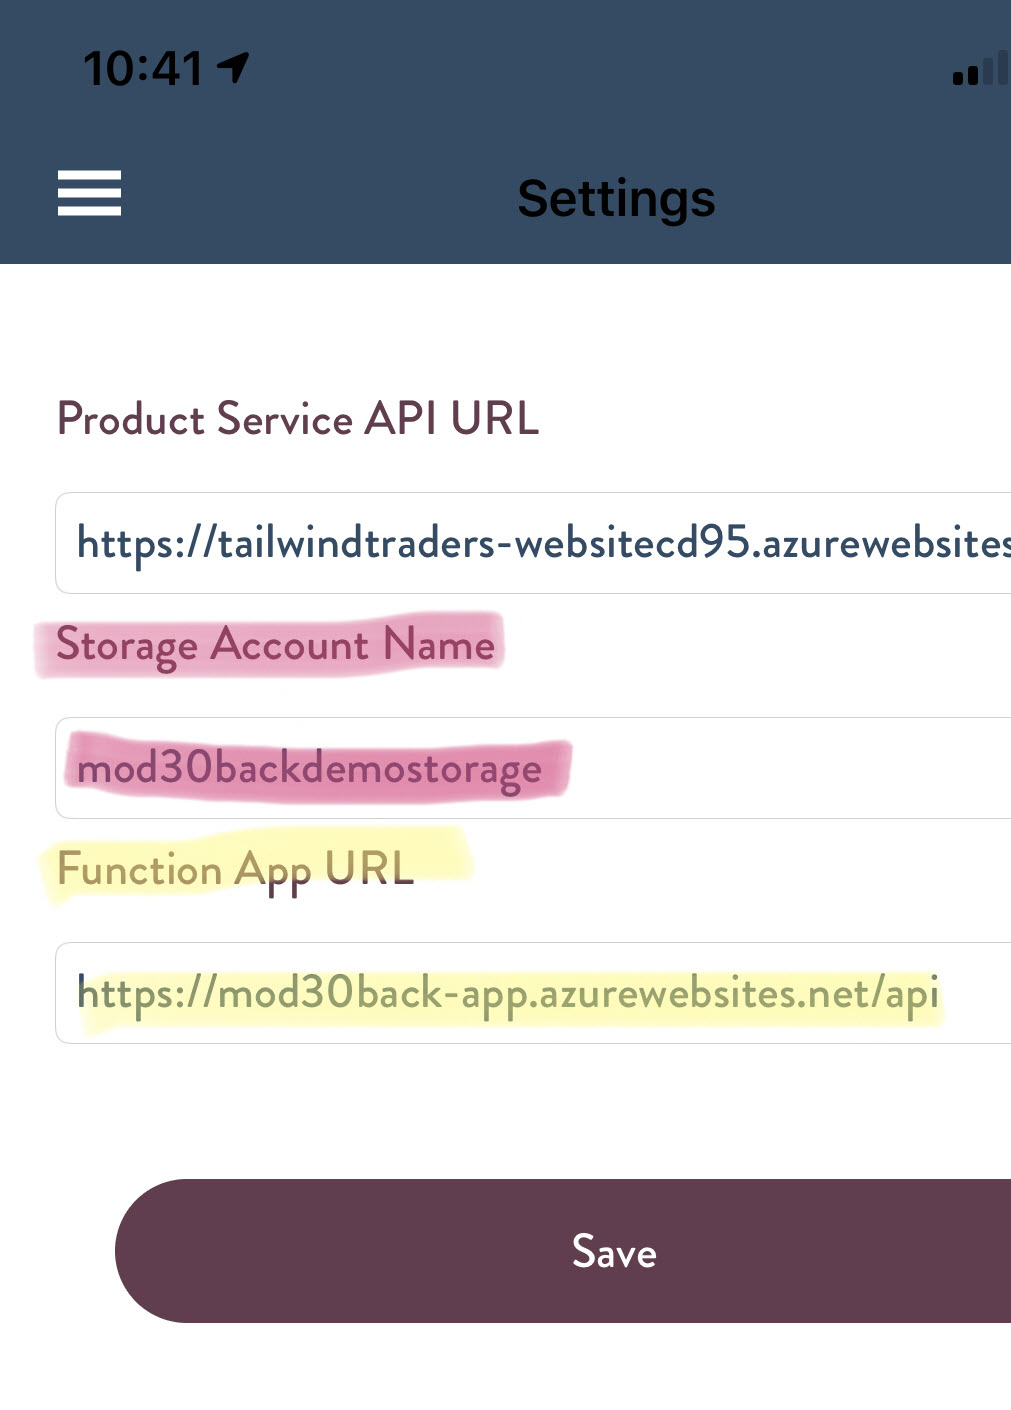 10:41
Settings
Product Service API URL
https://tailwindtraders-websitecd95.azurewebsites
Storage Account Name
mod30backdemostorage
Function App URL
https://mod30back-app.azurewebsites.net/api
Save